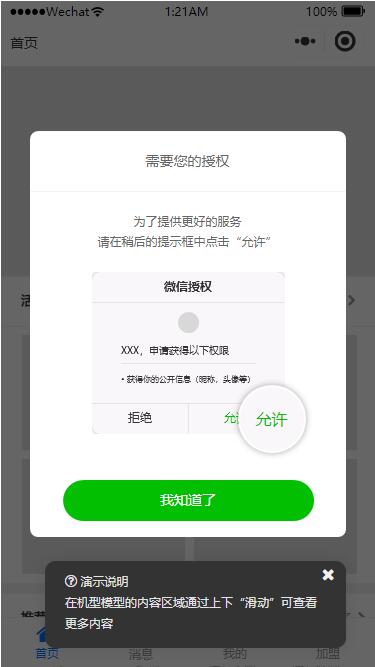 ●●●●●Wechat 1:21AM 100%
首页
需要您的授权
为了提供更好的服务
请在稍后的提示框中点击“允许”
活
微信授权
XXX，申请获得以下权限
• 获得你的公开信息（昵称，头像等）
拒绝
允许
我知道了
演示说明
在机型模型的内容区域通过上下“滑动”可查看
更多内容
推荐
首页 消息 我的 加盟